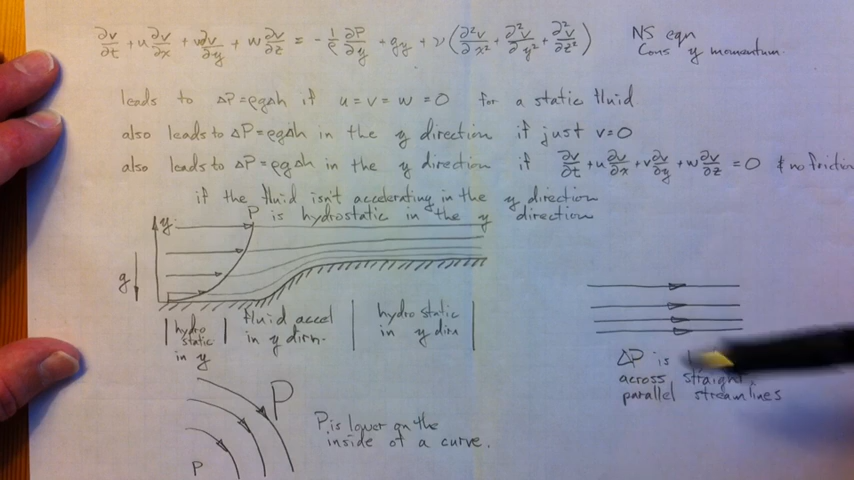 ∂v/∂t + u ∂v/∂x + v ∂v/∂y + w ∂v/∂z = - 1/ρ ∂P/∂y + gy + ν (∂²v/∂x² + ∂²v/∂y² + ∂²v/∂z²) NS eqn
Cons y momentum.
leads to ΔP=ρgΔh if u=v=w=0 for a static fluid
also leads to ΔP=ρgΔh in the y direction if just v=0
also leads to ΔP=ρgΔh in the y direction if ∂v/∂t + u ∂v/∂x + v ∂v/∂y + w ∂v/∂z = 0 & no friction
if the fluid isn't accelerating in the y direction
P is hydrostatic in the y direction
y
g
hydro
static
in y
fluid accel
in y dirn.
hydro static
in y dirn
ΔP is
across straight,
parallel streamlines
P
P
P is lower on the
inside of a curve.